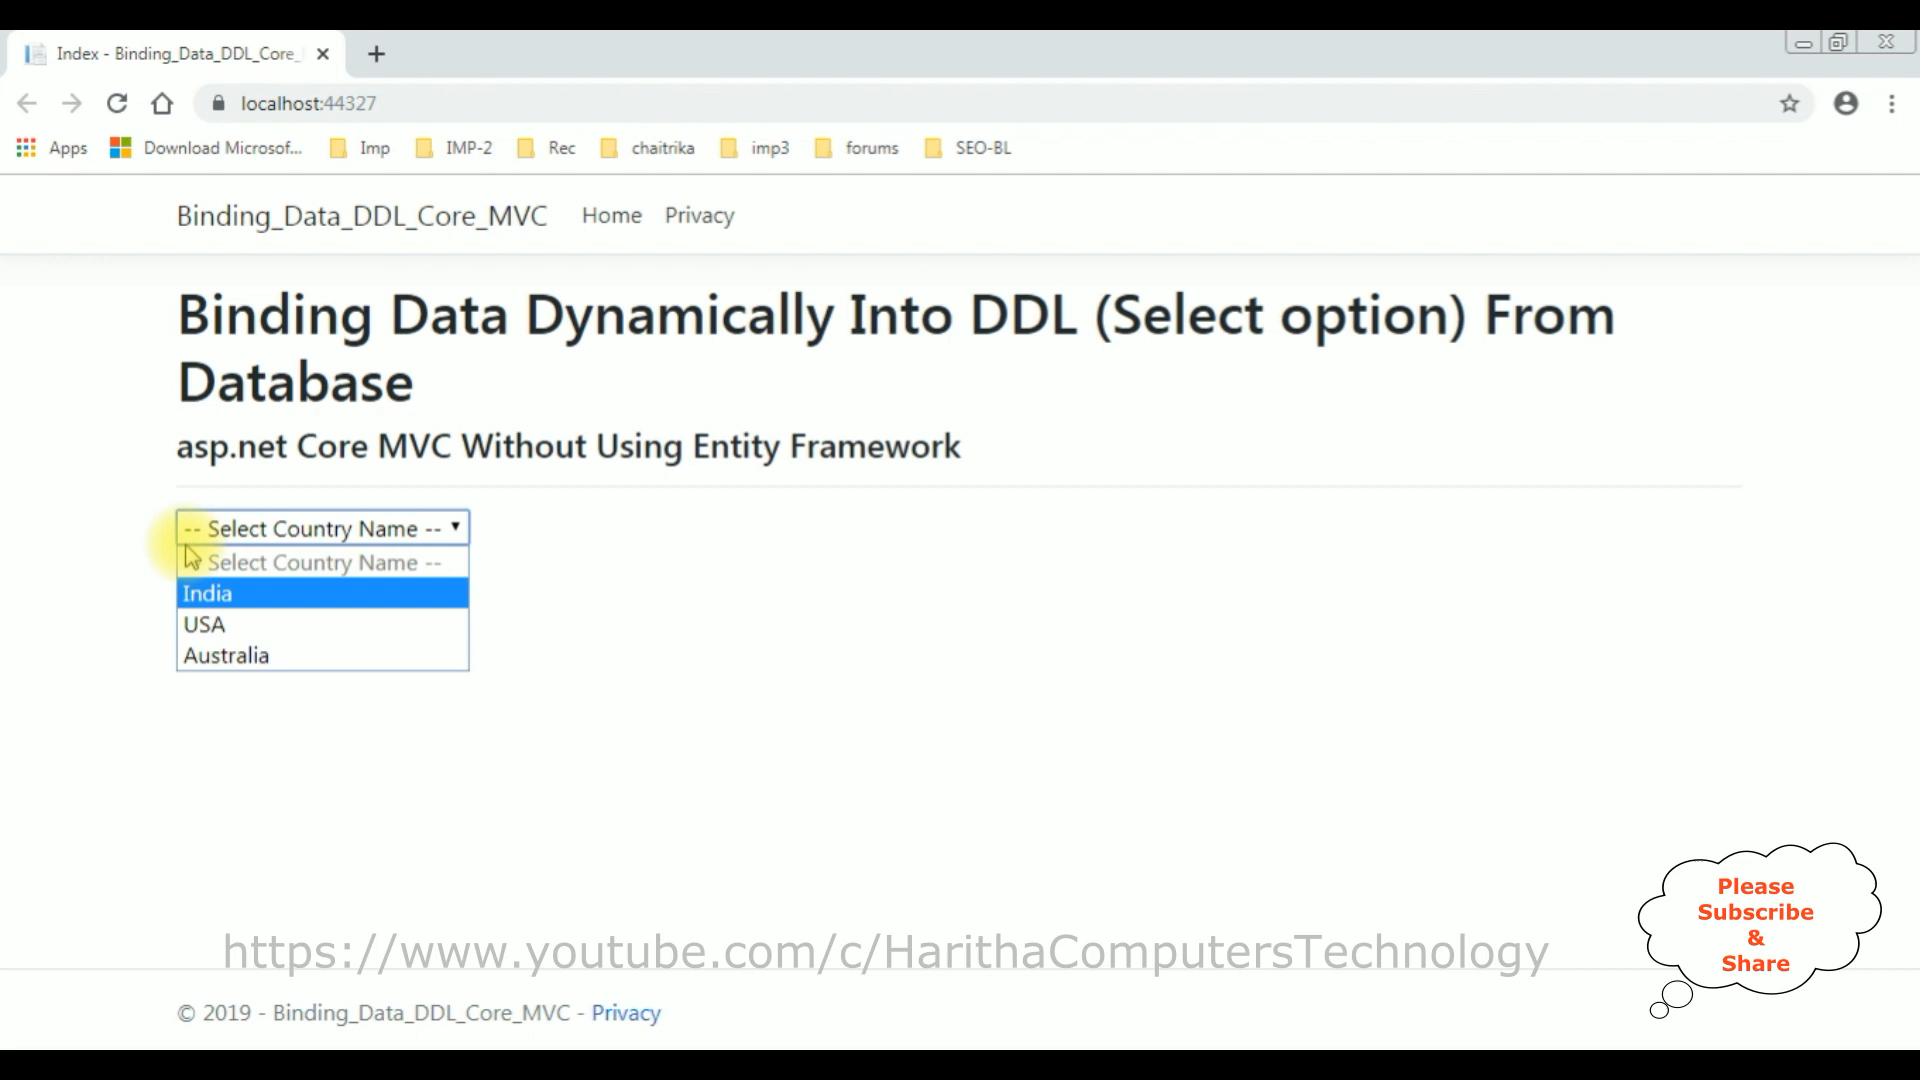 Index - Binding_Data_DDL_Core_
localhost:44327
Apps Download Microsof... Imp IMP-2 Rec chaitrika imp3 forums SEO-BL
Binding_Data_DDL_Core_MVC Home Privacy
Binding Data Dynamically Into DDL (Select option) From
Database
asp.net Core MVC Without Using Entity Framework
-- Select Country Name --
Select Country Name --
India
USA
Australia
Please
Subscribe
&
Share
https://www.youtube.com/c/HarithaComputersTechnology
© 2019 - Binding_Data_DDL_Core_MVC - Privacy